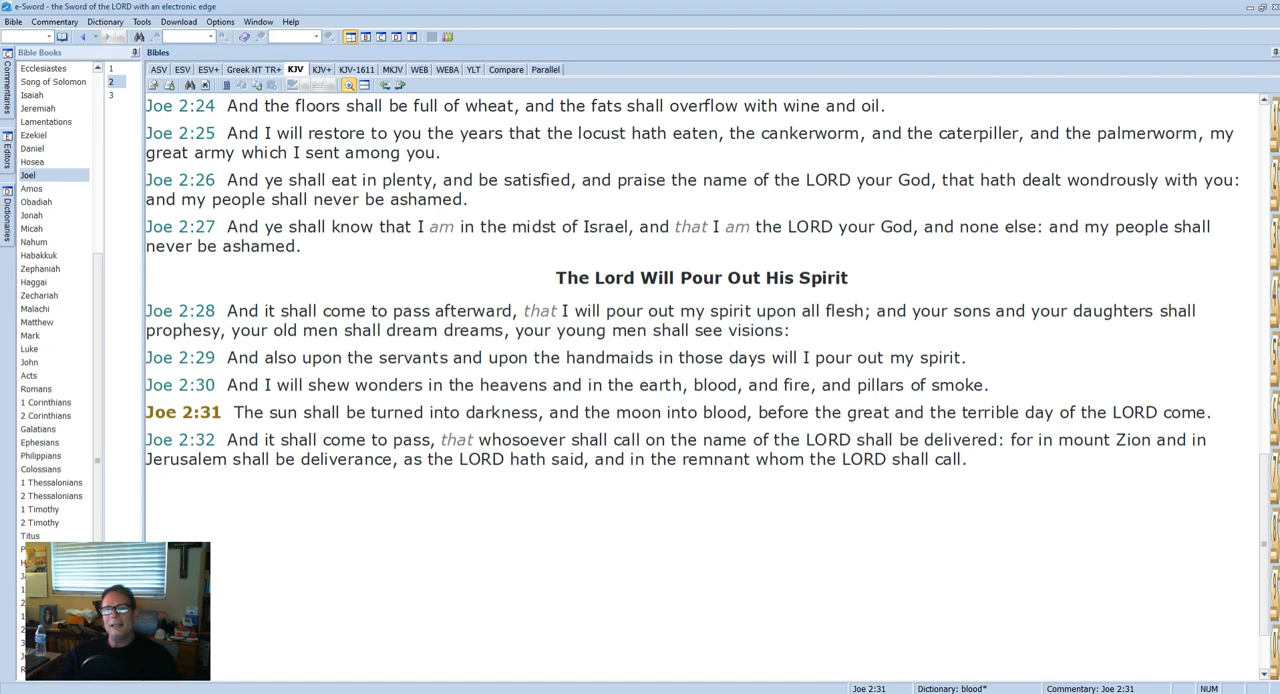 e-Sword - the Sword of the LORD with an electronic edge
Bible Commentary Dictionary Tools Download Options Window Help
Bible Books
Bibles
Commentaries
Editors
Dictionaries
Ecclesiastes
Song of Solomon
Isaiah
Jeremiah
Lamentations
Ezekiel
Daniel
Hosea
Joel
Amos
Obadiah
Jonah
Micah
Nahum
Habakkuk
Zephaniah
Haggai
Zechariah
Malachi
Matthew
Mark
Luke
John
Acts
Romans
1 Corinthians
2 Corinthians
Galatians
Ephesians
Philippians
Colossians
1 Thessalonians
2 Thessalonians
1 Timothy
2 Timothy
Titus
1
2
3
ASV ESV ESV+ Greek NT TR+ KJV KJV+ KJV-1611 MKJV WEB WEBA YLT Compare Parallel
Joe 2:24 And the floors shall be full of wheat, and the fats shall overflow with wine and oil.
Joe 2:25 And I will restore to you the years that the locust hath eaten, the cankerworm, and the caterpiller, and the palmerworm, my
great army which I sent among you.
Joe 2:26 And ye shall eat in plenty, and be satisfied, and praise the name of the LORD your God, that hath dealt wondrously with you:
and my people shall never be ashamed.
Joe 2:27 And ye shall know that I am in the midst of Israel, and that I am the LORD your God, and none else: and my people shall
never be ashamed.
The Lord Will Pour Out His Spirit
Joe 2:28 And it shall come to pass afterward, that I will pour out my spirit upon all flesh; and your sons and your daughters shall
prophesy, your old men shall dream dreams, your young men shall see visions:
Joe 2:29 And also upon the servants and upon the handmaids in those days will I pour out my spirit.
Joe 2:30 And I will shew wonders in the heavens and in the earth, blood, and fire, and pillars of smoke.
Joe 2:31 The sun shall be turned into darkness, and the moon into blood, before the great and the terrible day of the LORD come.
Joe 2:32 And it shall come to pass, that whosoever shall call on the name of the LORD shall be delivered: for in mount Zion and in
Jerusalem shall be deliverance, as the LORD hath said, and in the remnant whom the LORD shall call.
Joe 2:31 Dictionary: blood* Commentary: Joe 2:31 NUM